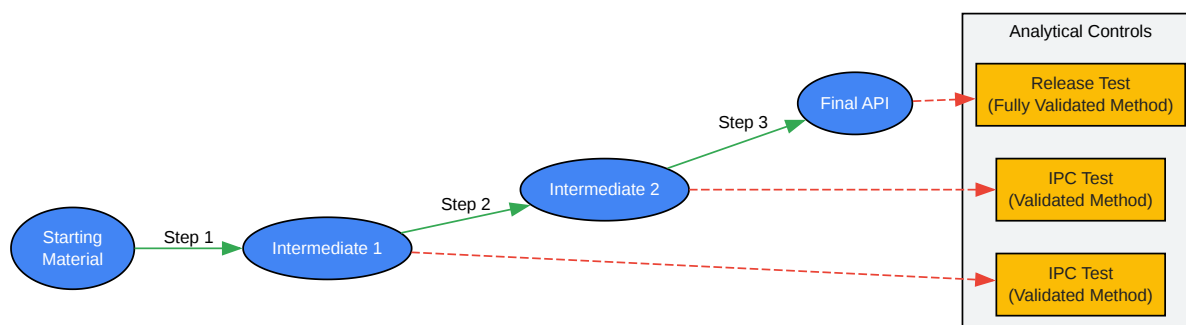 Analytical Controls
Release Test
(Fully Validated Method)
Final API
Step 3
IPC Test
(Validated Method)
Intermediate 2
Step 2
Starting
Material
Step 1
Intermediate 1
IPC Test
(Validated Method)